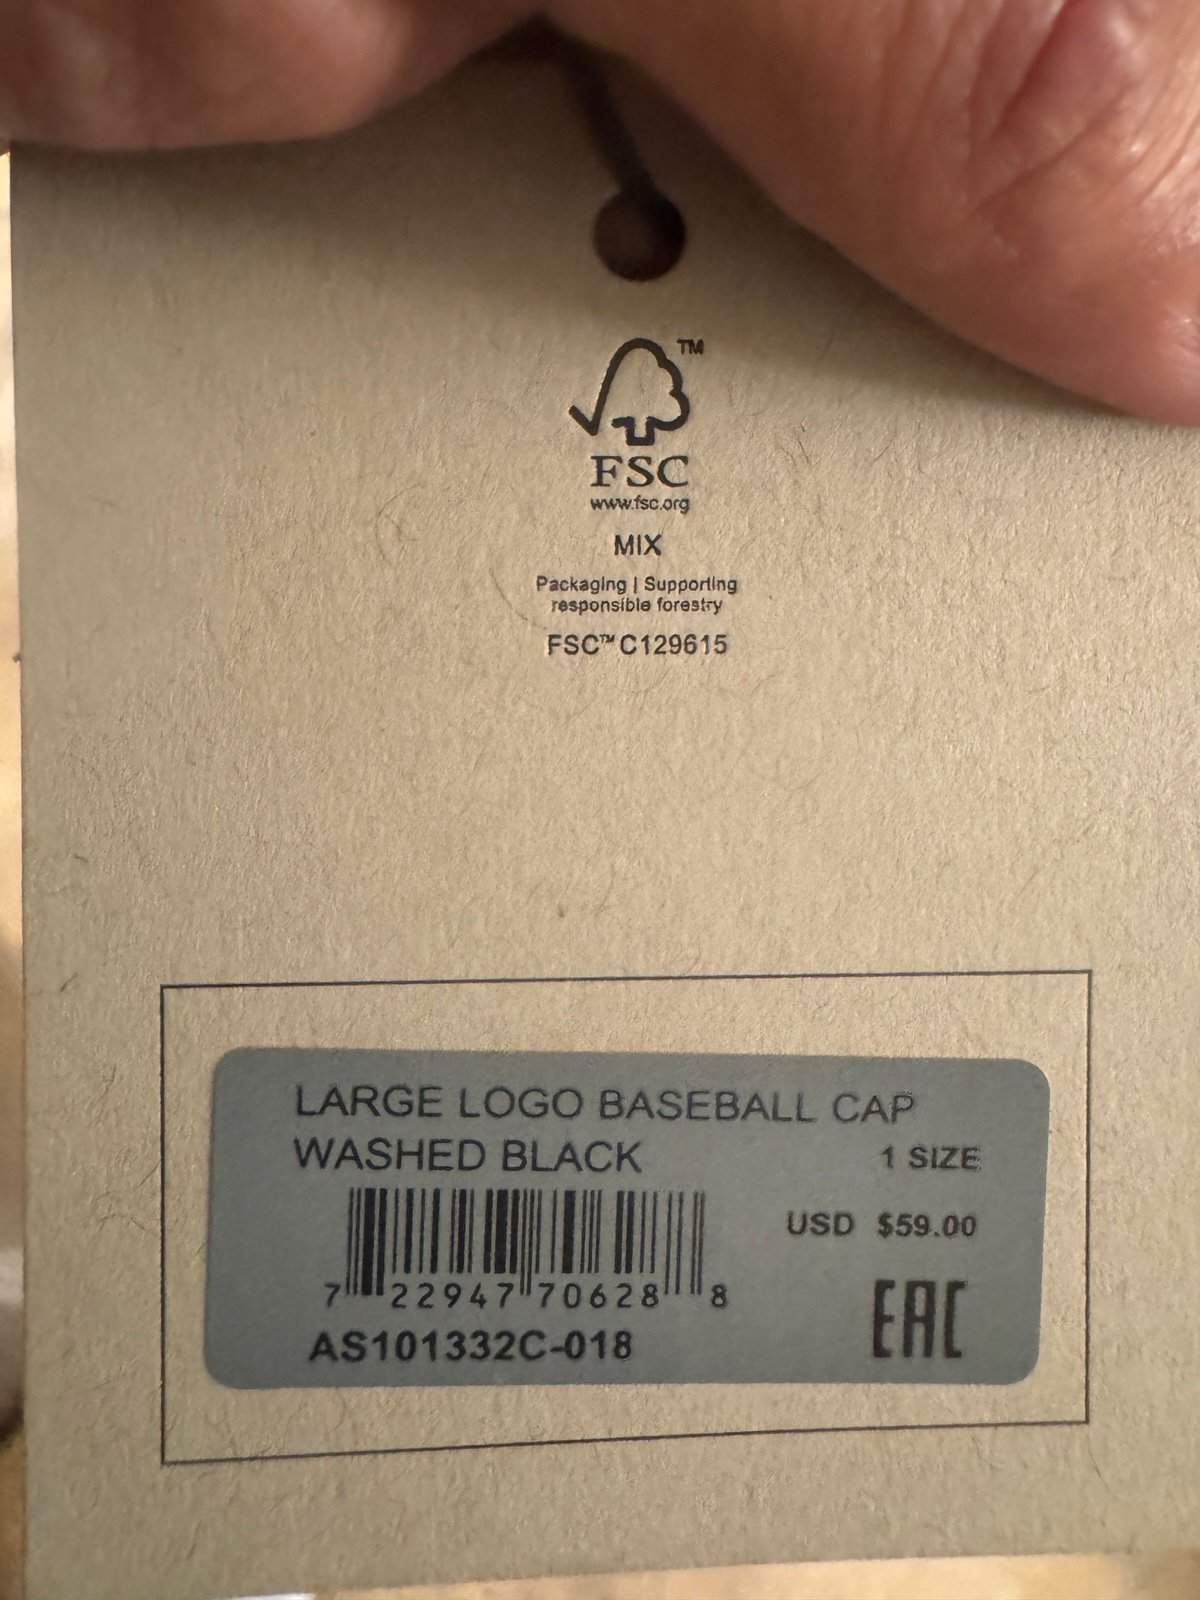 TM
FSC
www.fsc.org
MIX
Packaging | Supporting
responsible forestry
FSC™ C129615
LARGE LOGO BASEBALL CAP
WASHED BLACK 1 SIZE
USD $59.00
7 22947 70628 8
AS101332C-018
EAC